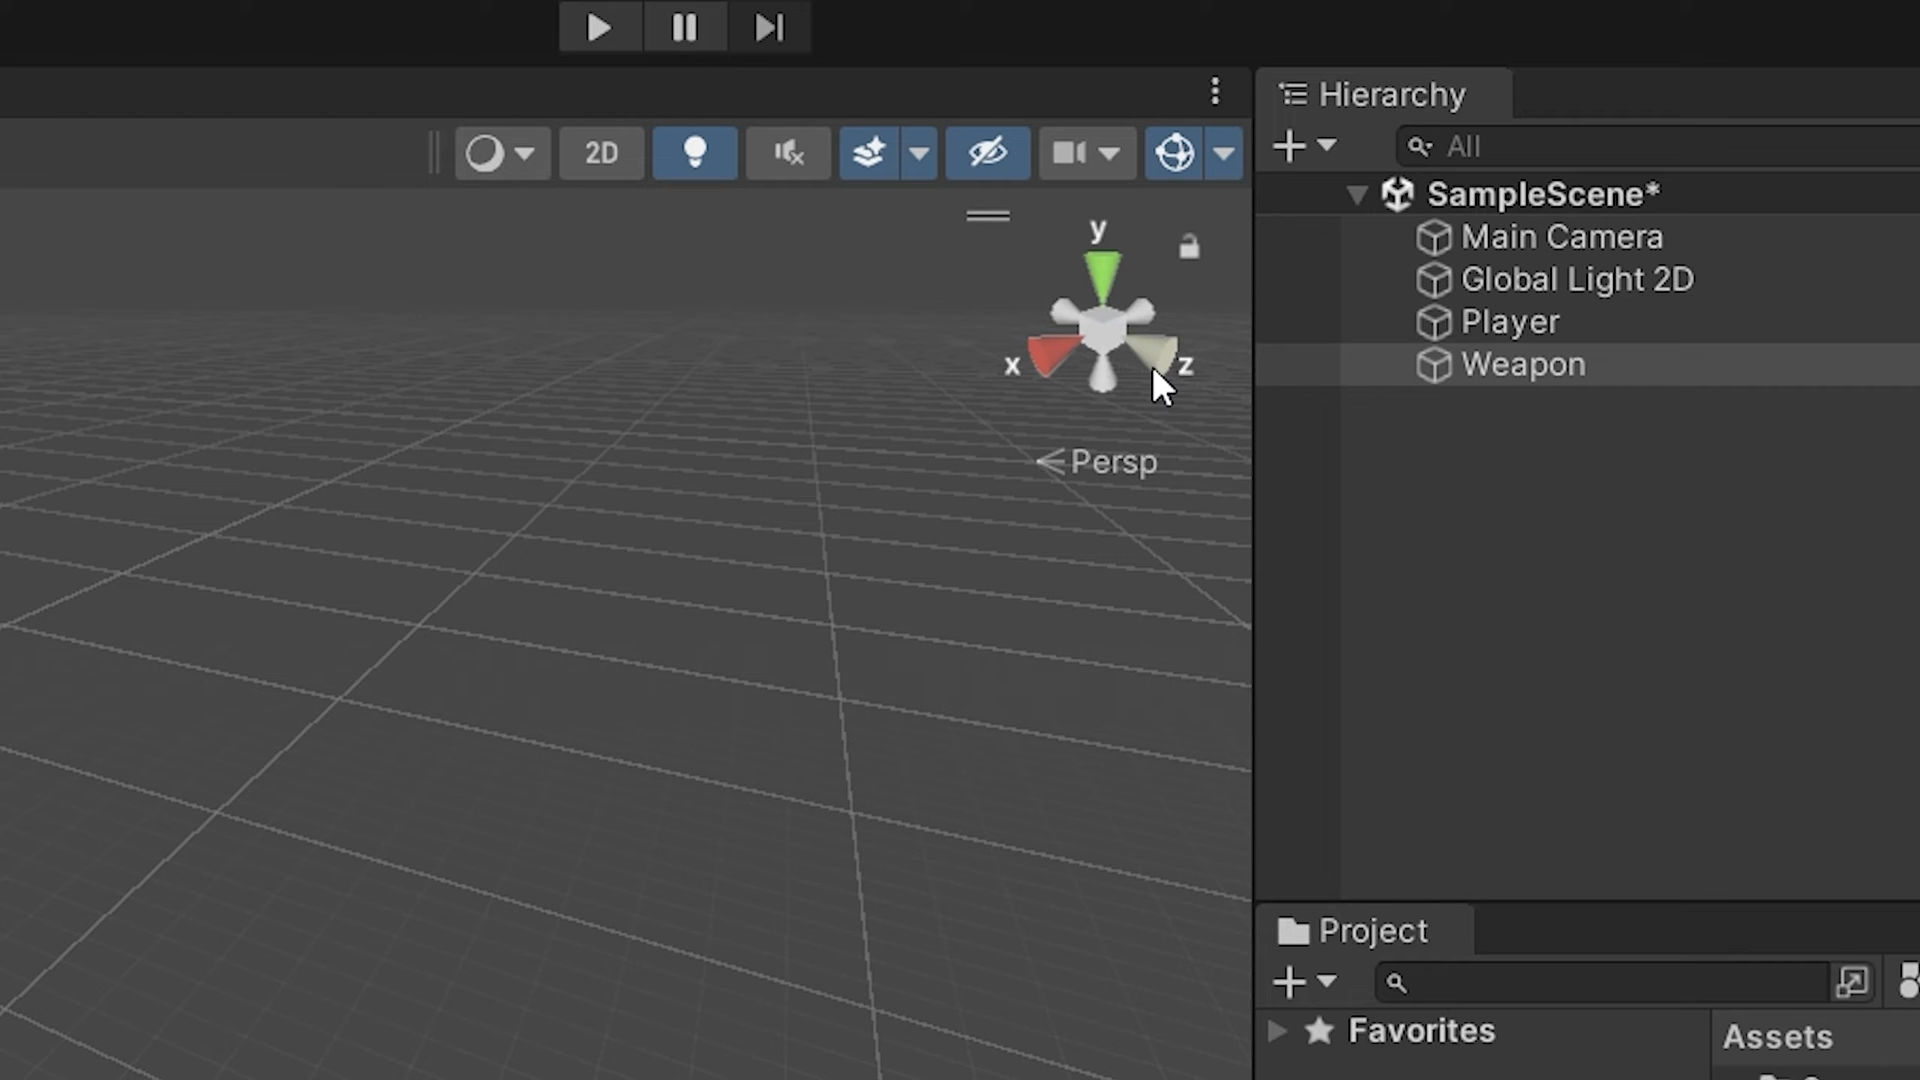 2D
y
x
z
Persp
Hierarchy
All
SampleScene*
Main Camera
Global Light 2D
Player
Weapon
Project
Favorites
Assets